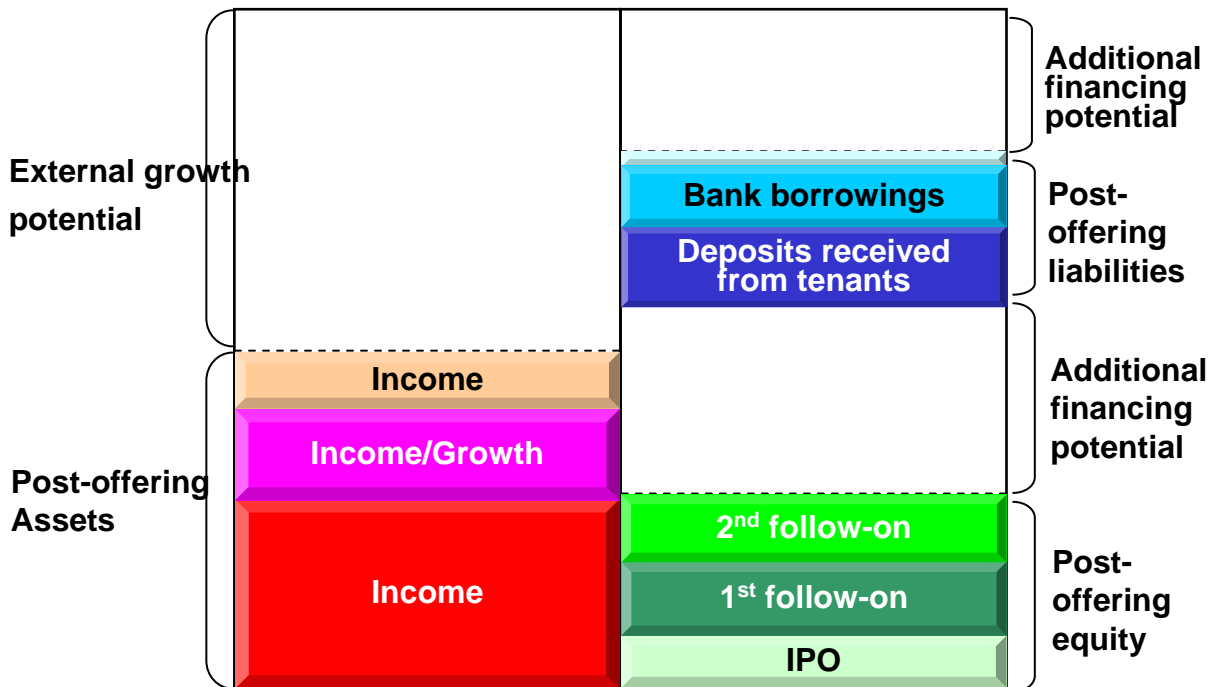 External growth
potential
Post-offering
Assets
Income
Income/Growth
Income
Bank borrowings
Deposits received
from tenants
2nd follow-on
1st follow-on
IPO
Additional
financing
potential
Post-
offering
liabilities
Additional
financing
potential
Post-
offering
equity